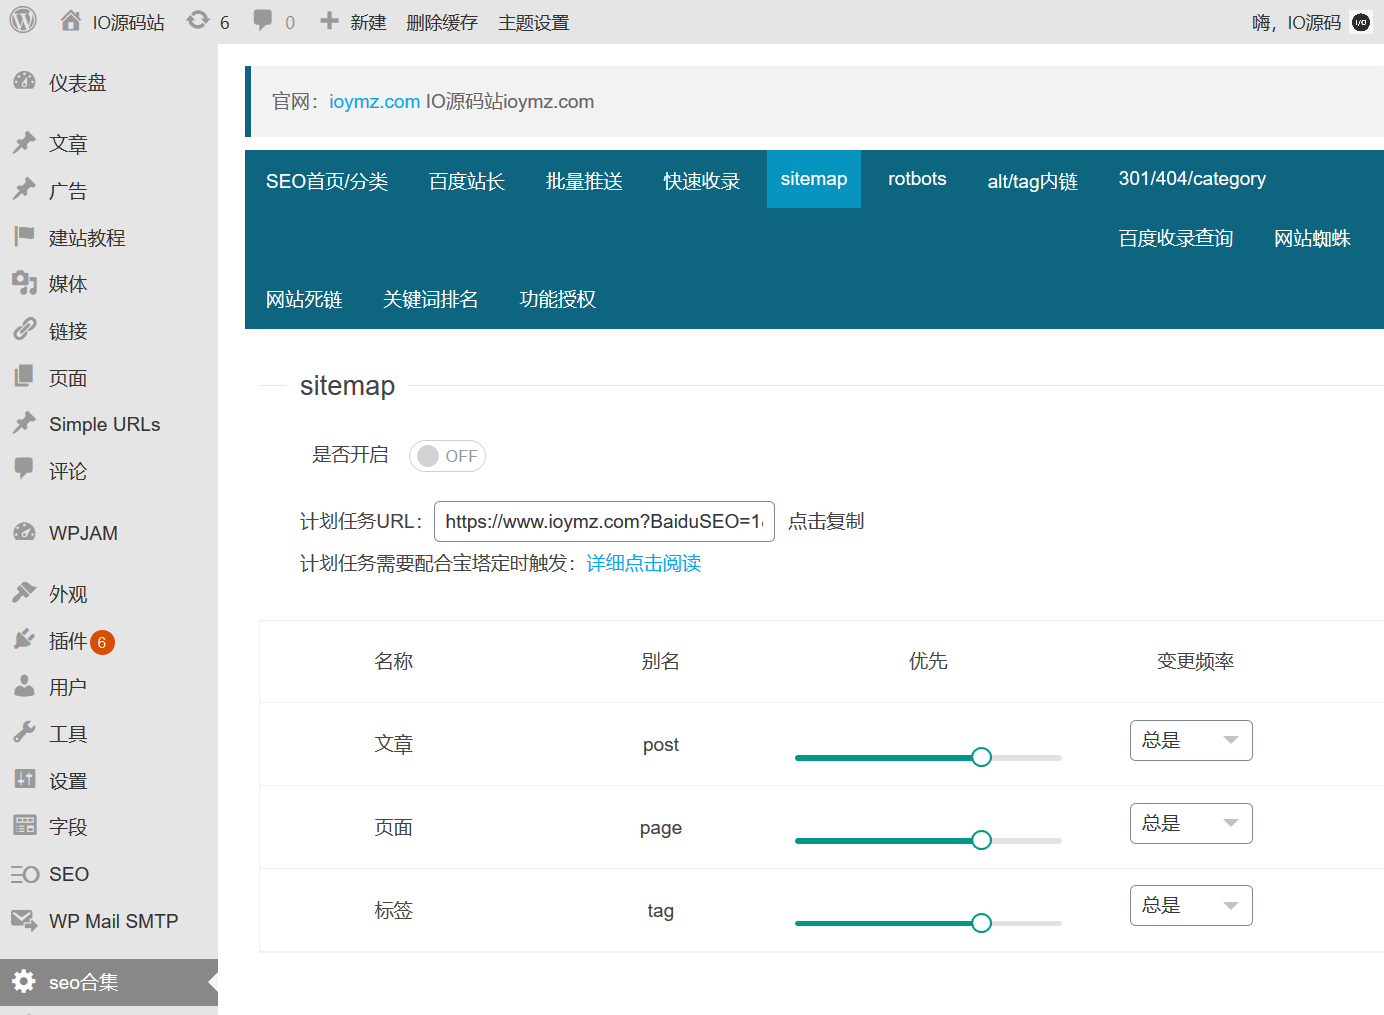 IO源码站 6 0 新建 删除缓存 主题设置 嗨，IO源码
仪表盘
文章
广告
建站教程
媒体
链接
页面
Simple URLs
评论
WPJAM
外观
插件 6
用户
工具
设置
字段
SEO
WP Mail SMTP
seo合集
官网：ioymz.com IO源码站ioymz.com
SEO首页/分类 百度站长 批量推送 快速收录 sitemap rotbots alt/tag内链 301/404/category
百度收录查询 网站蜘蛛
网站死链 关键词排名 功能授权
sitemap
是否开启 OFF
计划任务URL： https://www.ioymz.com?BaiduSEO=1 点击复制
计划任务需要配合宝塔定时触发：详细点击阅读
名称 别名 优先 变更频率
文章 post 总是
页面 page 总是
标签 tag 总是